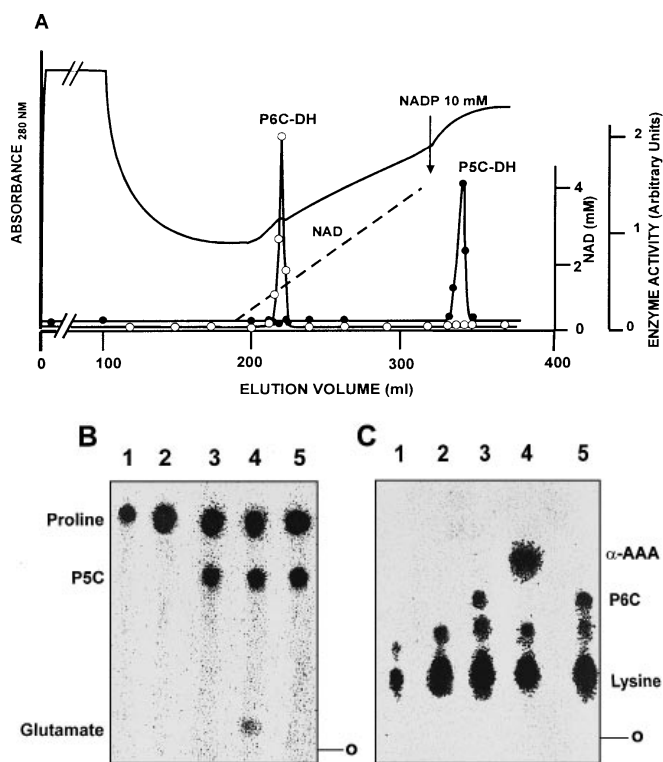 A
ABSORBANCE 280 NM
P6C-DH
NADP 10 mM
P5C-DH
NAD
NAD (mM)
4
2
0
ENZYME ACTIVITY (Arbitrary Units)
2
1
0
0 100 200 300 400
ELUTION VOLUME (ml)
B
1 2 3 4 5
Proline
P5C
Glutamate
O
C
1 2 3 4 5
α-AAA
P6C
Lysine
O